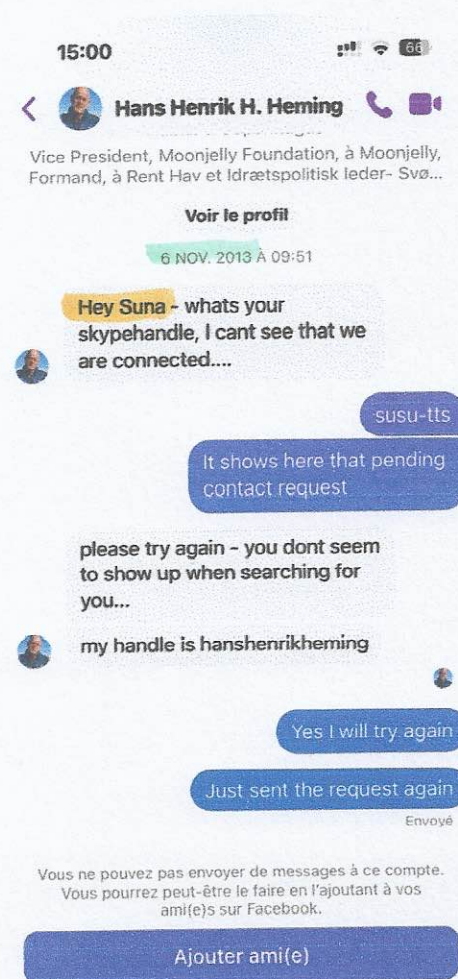 15:00
66
Hans Henrik H. Heming
Vice President, Moonjelly Foundation, à Moonjelly,
Formand, à Rent Hav et Idrætspolitisk leder- Svø...
Voir le profil
6 NOV. 2013 À 09:51
Hey Suna - whats your
skypehandle, I cant see that we
are connected....
susu-tts
It shows here that pending
contact request
please try again - you dont seem
to show up when searching for
you...
my handle is hanshenrikheming
Yes I will try again
Just sent the request again
Envoyé
Vous ne pouvez pas envoyer de messages à ce compte.
Vous pourrez peut-être le faire en l'ajoutant à vos
ami(e)s sur Facebook.
Ajouter ami(e)